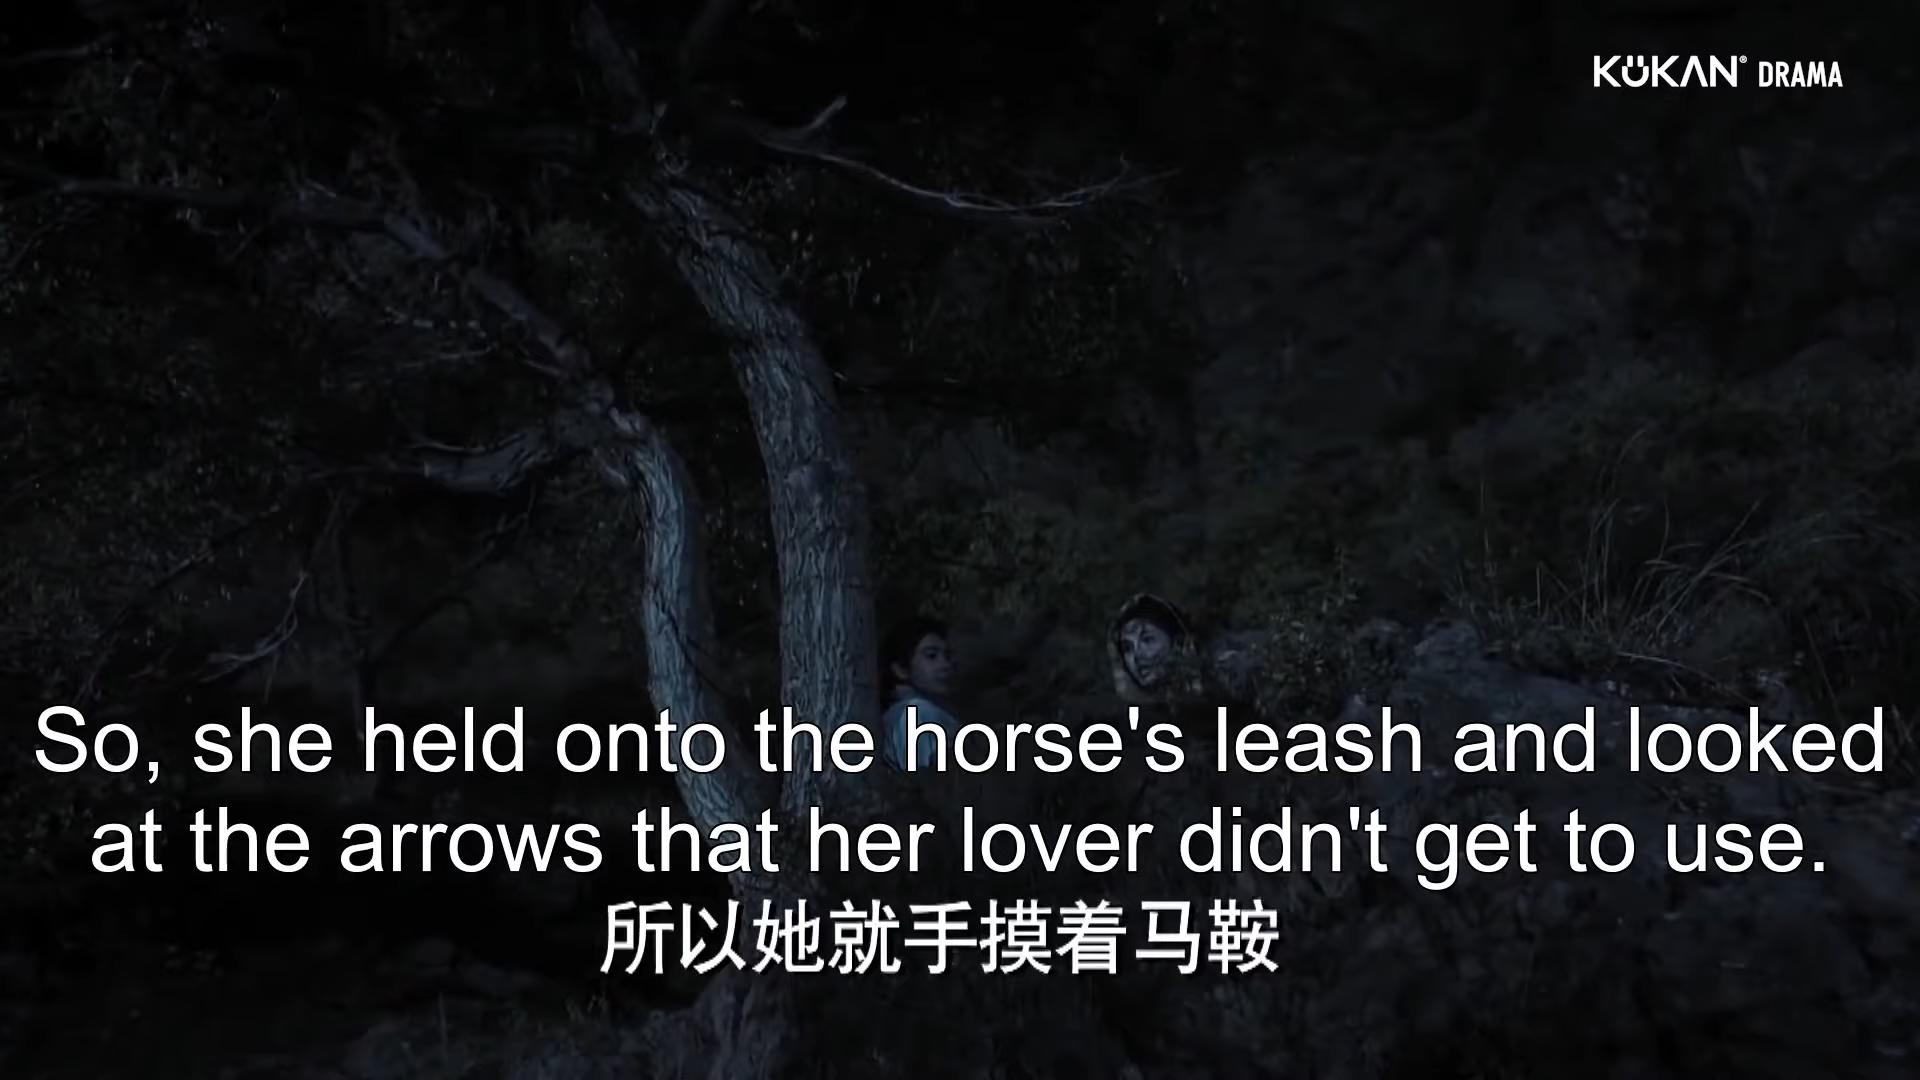 KÜKAN® DRAMA
So, she held onto the horse's leash and looked
at the arrows that her lover didn't get to use.
所以她就手摸着马鞍